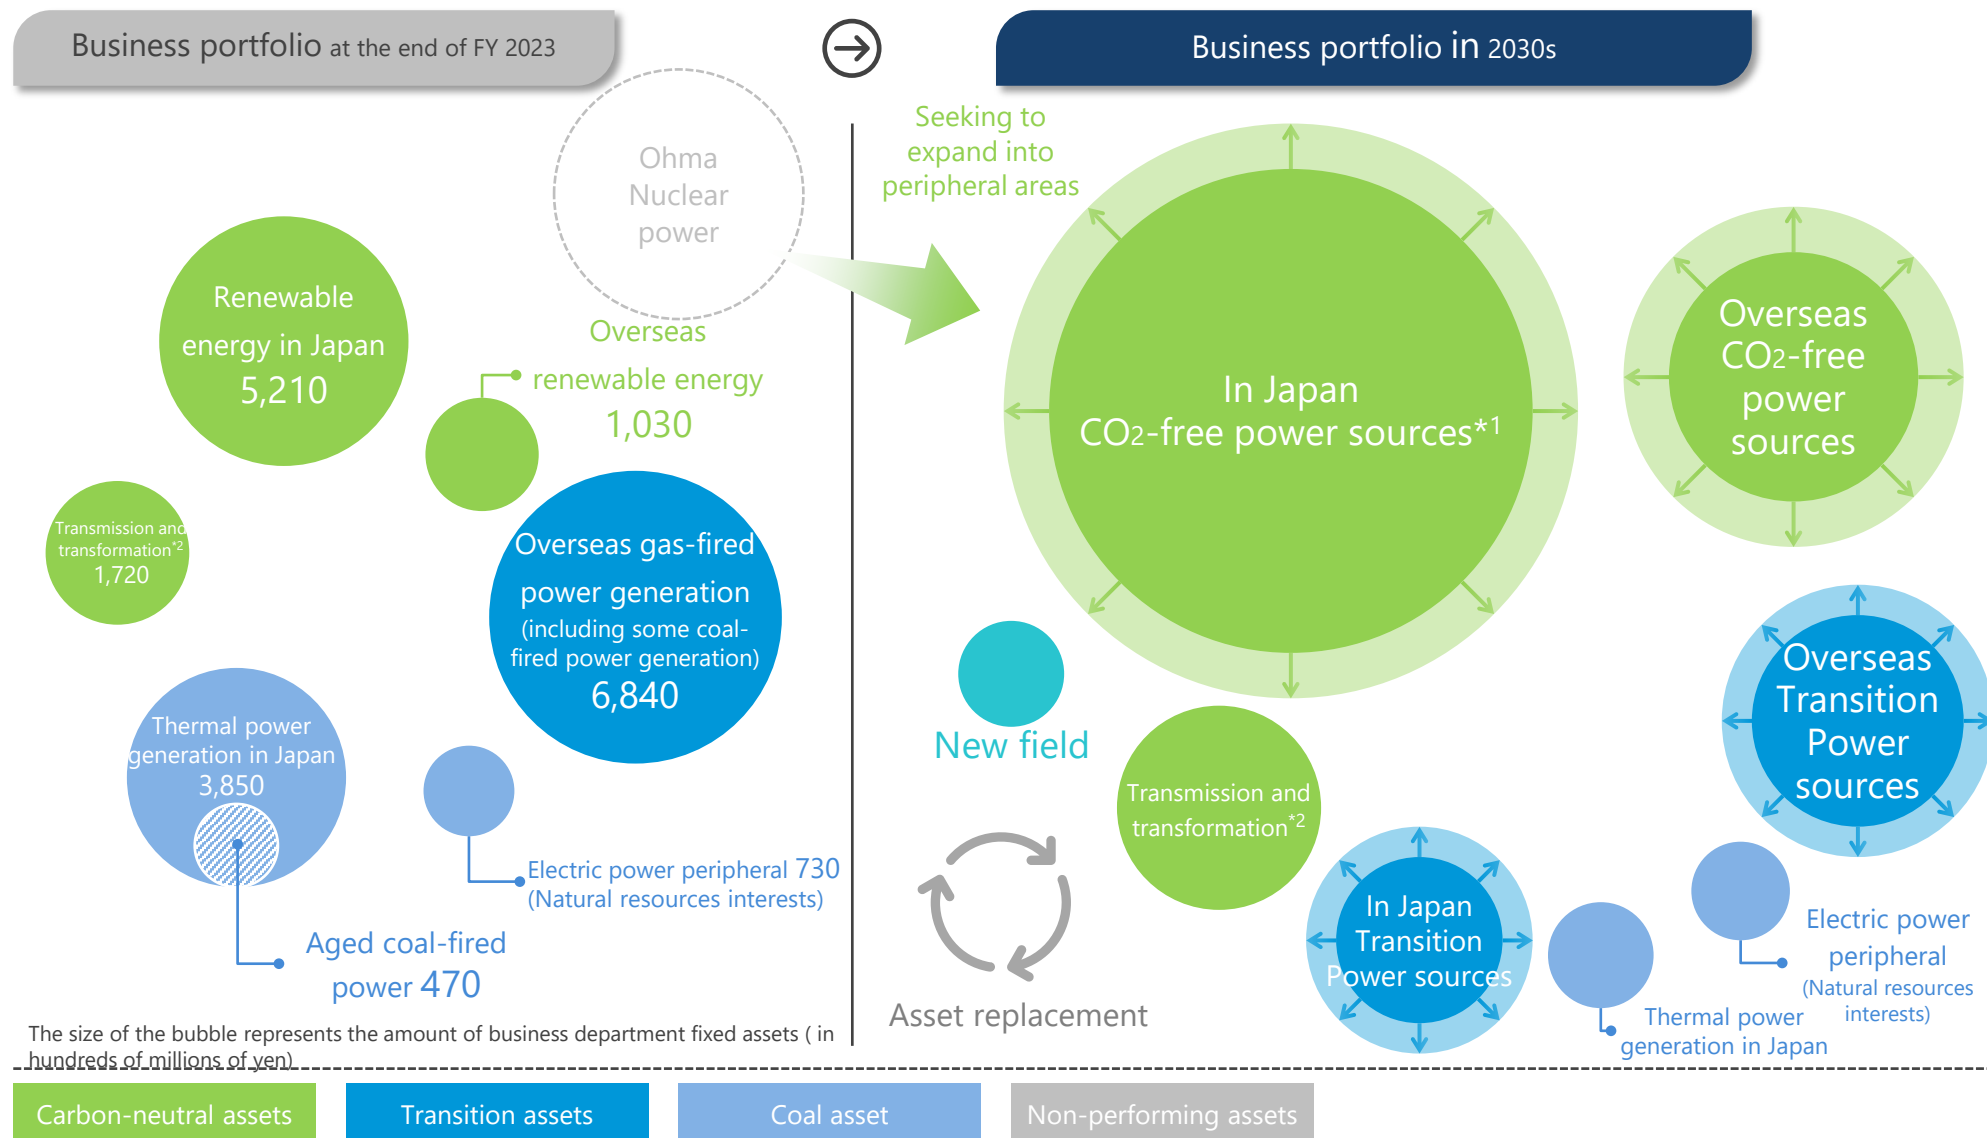 Business portfolio at the end of FY 2023
Business portfolio in 2030s
Ohma
Nuclear
power
Renewable
energy in Japan
5,210
Overseas
renewable energy
1,030
Transmission and
transformation*2
1,720
Overseas gas-fired
power generation
(including some coal-
fired power generation)
6,840
Thermal power
generation in Japan
3,850
Electric power peripheral 730
(Natural resources interests)
Aged coal-fired
power 470
The size of the bubble represents the amount of business department fixed assets ( in
hundreds of millions of yen)
Seeking to
expand into
peripheral areas
In Japan
CO2-free power sources*1
Overseas
CO2-free
power
sources
New field
Transmission and
transformation*2
Overseas
Transition
Power
sources
In Japan
Transition
Power sources
Asset replacement
Electric power
peripheral
(Natural resources
interests)
Thermal power
generation in Japan
Carbon-neutral assets
Transition assets
Coal asset
Non-performing assets